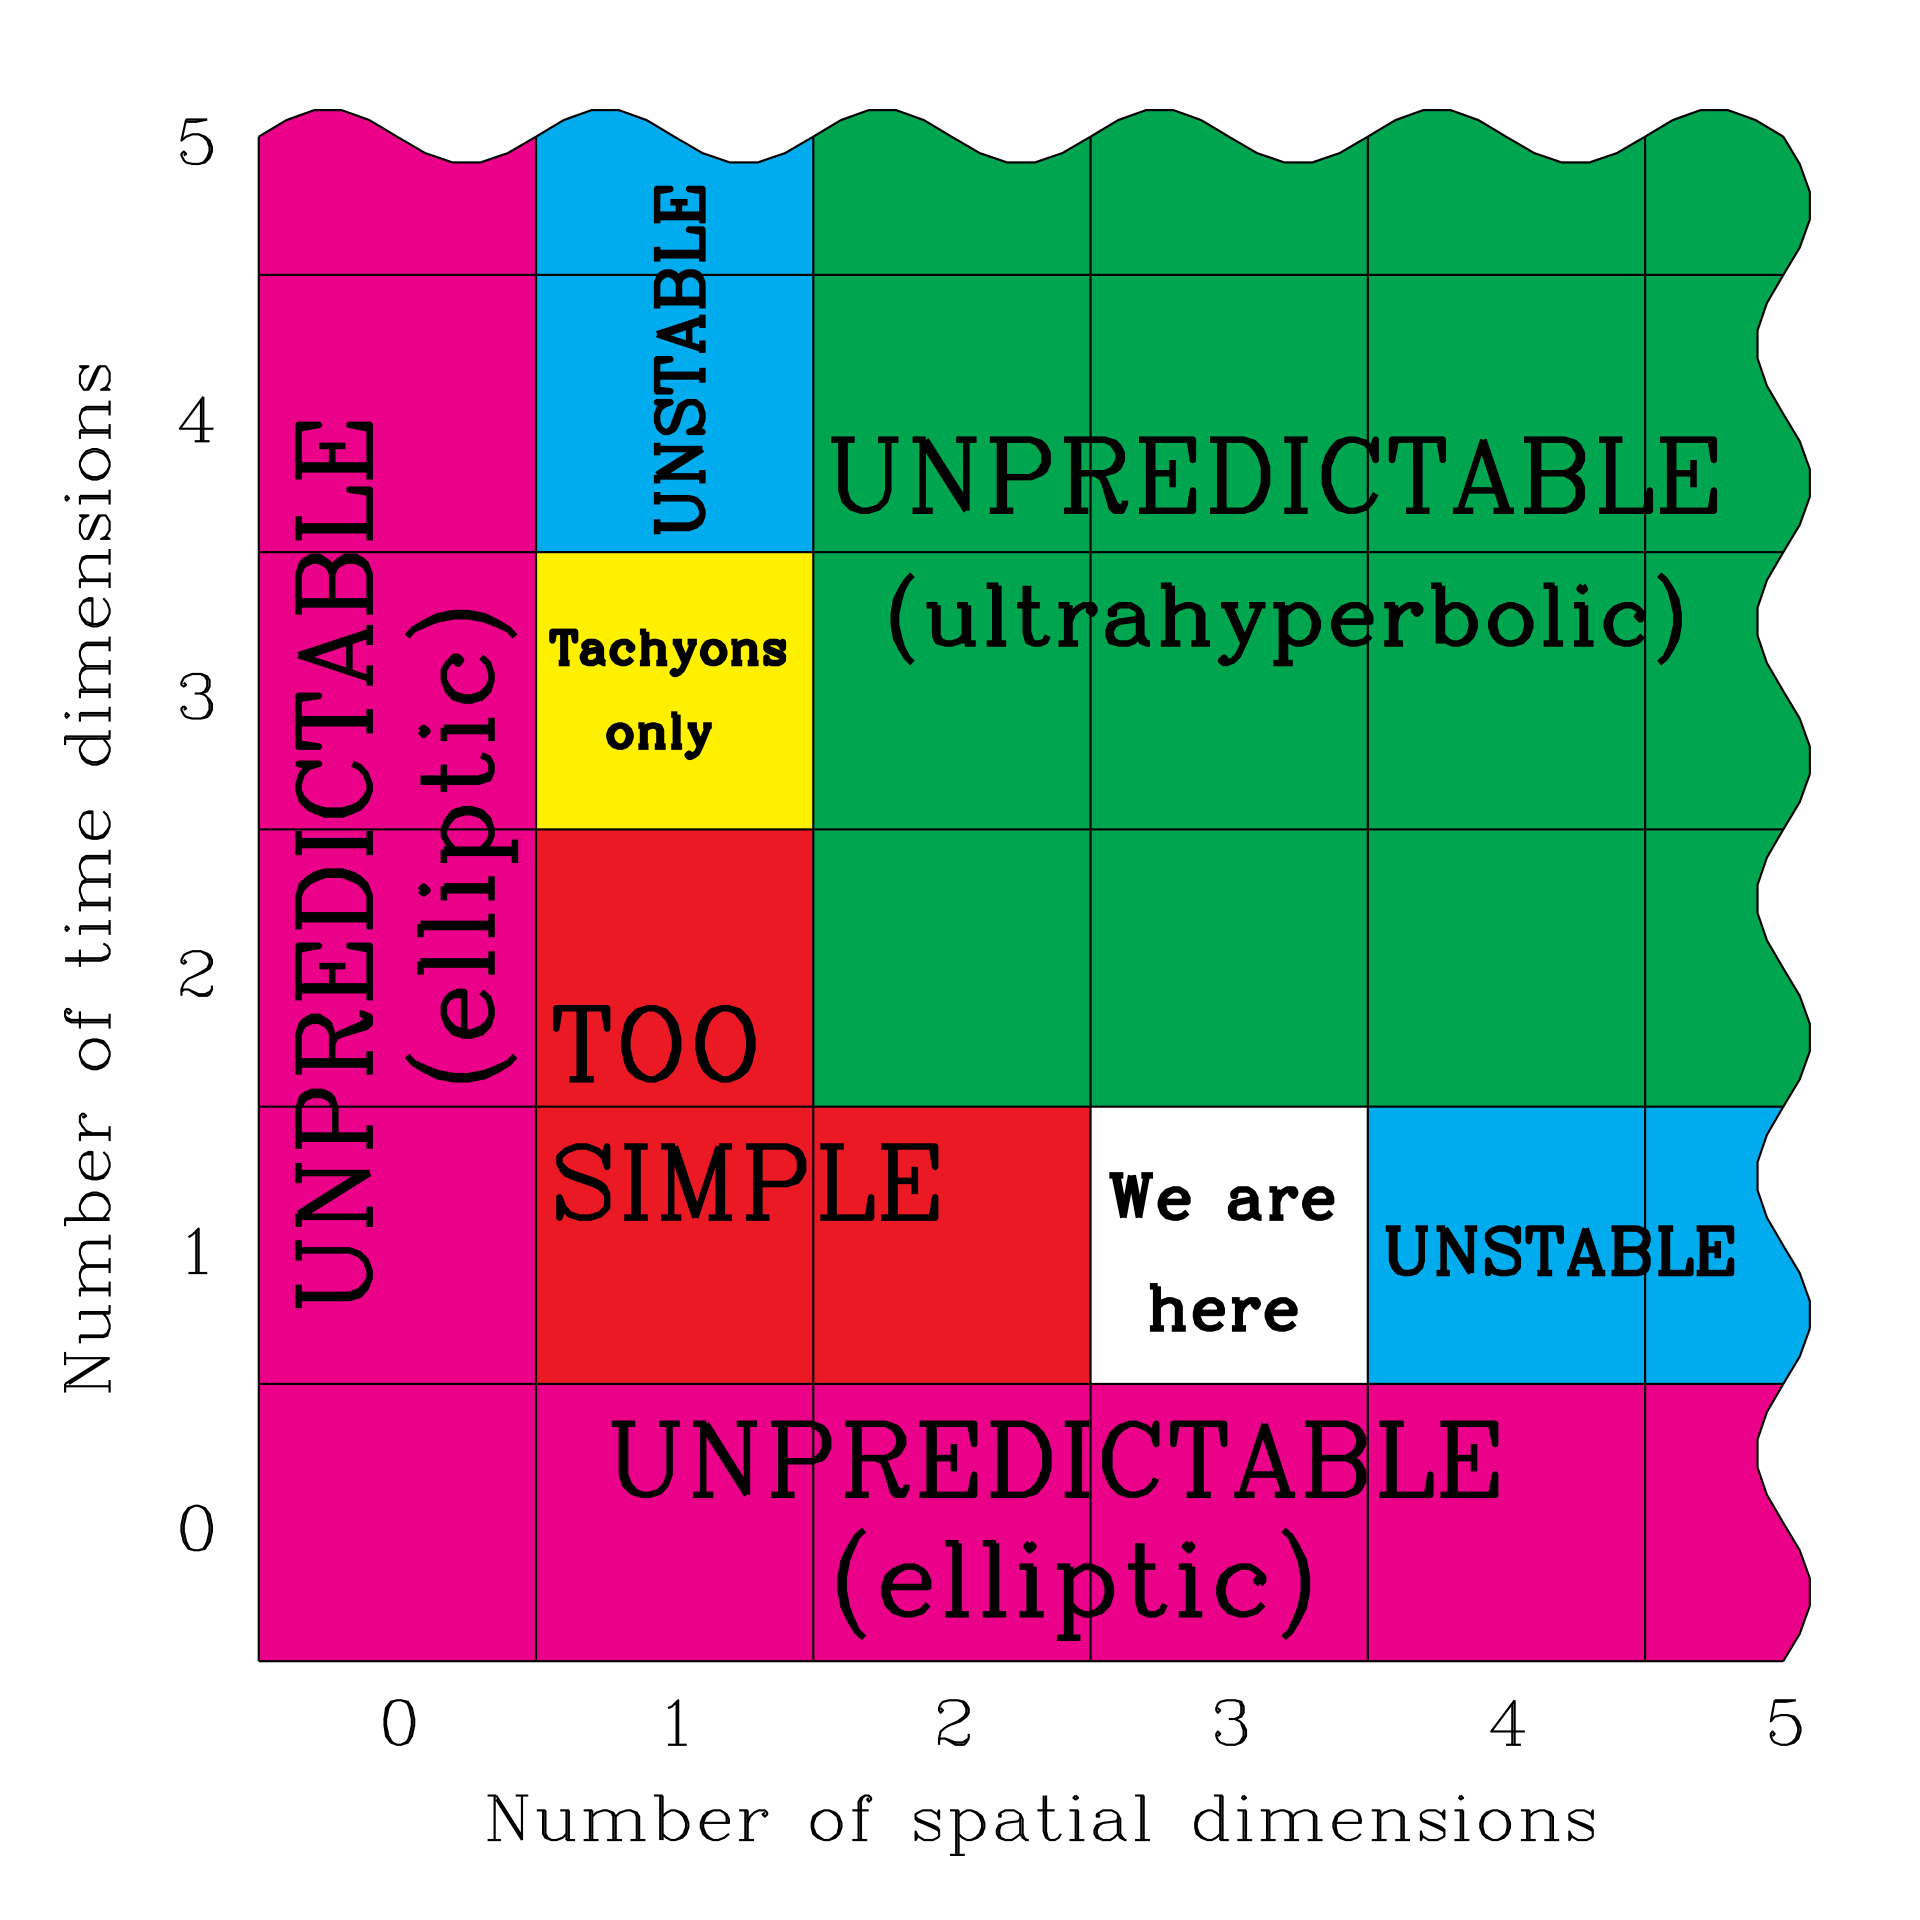 5
4
3
2
1
0
Number of time dimensions
UNPREDICTABLE
(elliptic)
UNSTABLE
UNPREDICTABLE
(ultrahyperbolic)
Tachyons
only
TOO
SIMPLE
We are
here
UNSTABLE
UNPREDICTABLE
(elliptic)
0 1 2 3 4 5
Number of spatial dimensions